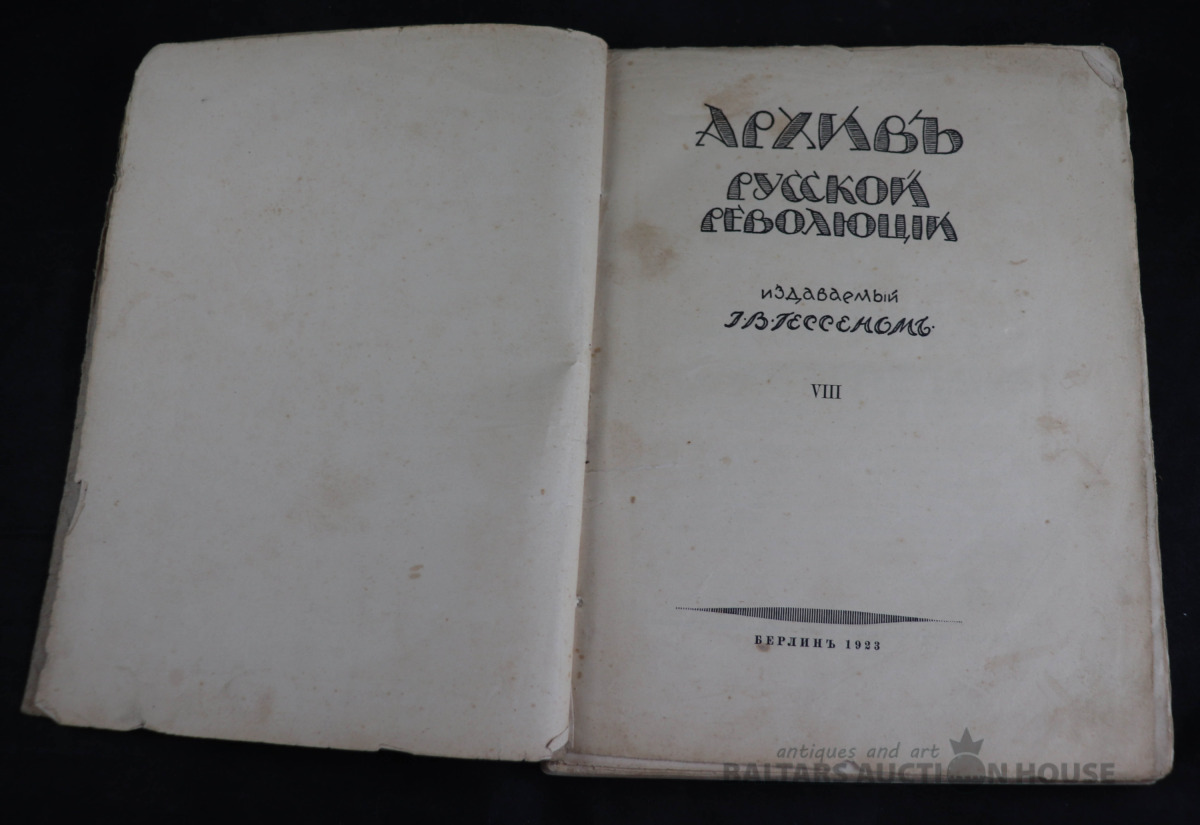 АРХИВЪ
РУССКОЙ
РЕВОЛЮЦІИ
издаваемый
І·В·ГЕССЕНОМЪ·
VIII
БЕРЛИНЪ 1923
antiques and art
BALTARS AUCTION HOUSE